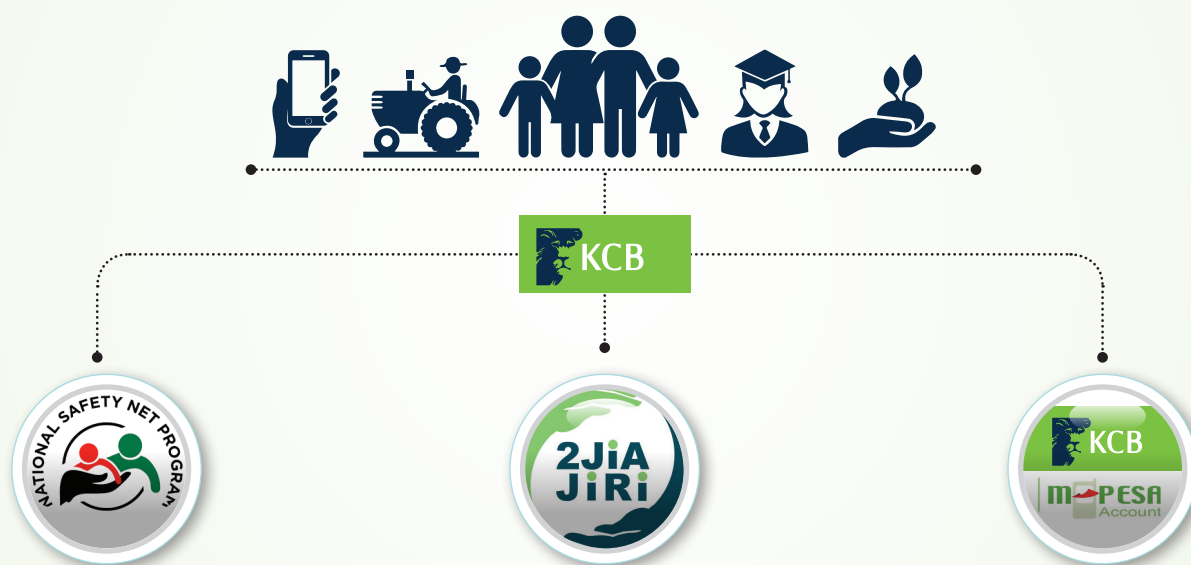 KCB
NATIONAL SAFETY NET PROGRAM
2JiA
JiRi
KCB
M-PESA
Account